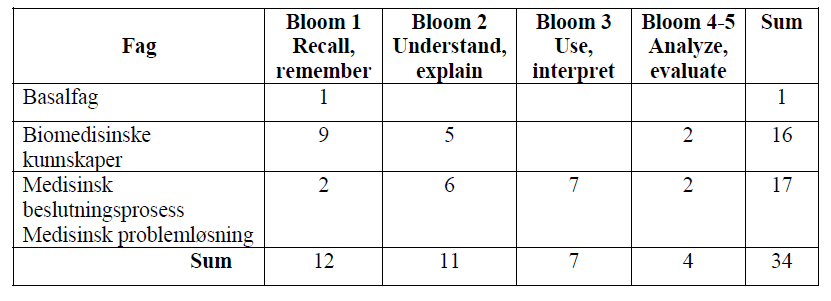 Fag Bloom 1 Recall, remember Bloom 2 Understand, explain Bloom 3 Use, interpret Bloom 4-5 Analyze, evaluate Sum
Basalfag 1 1
Biomedisinske kunnskaper 9 5 2 16
Medisinsk beslutningsprosess Medisinsk problemløsning 2 6 7 2 17
Sum 12 11 7 4 34